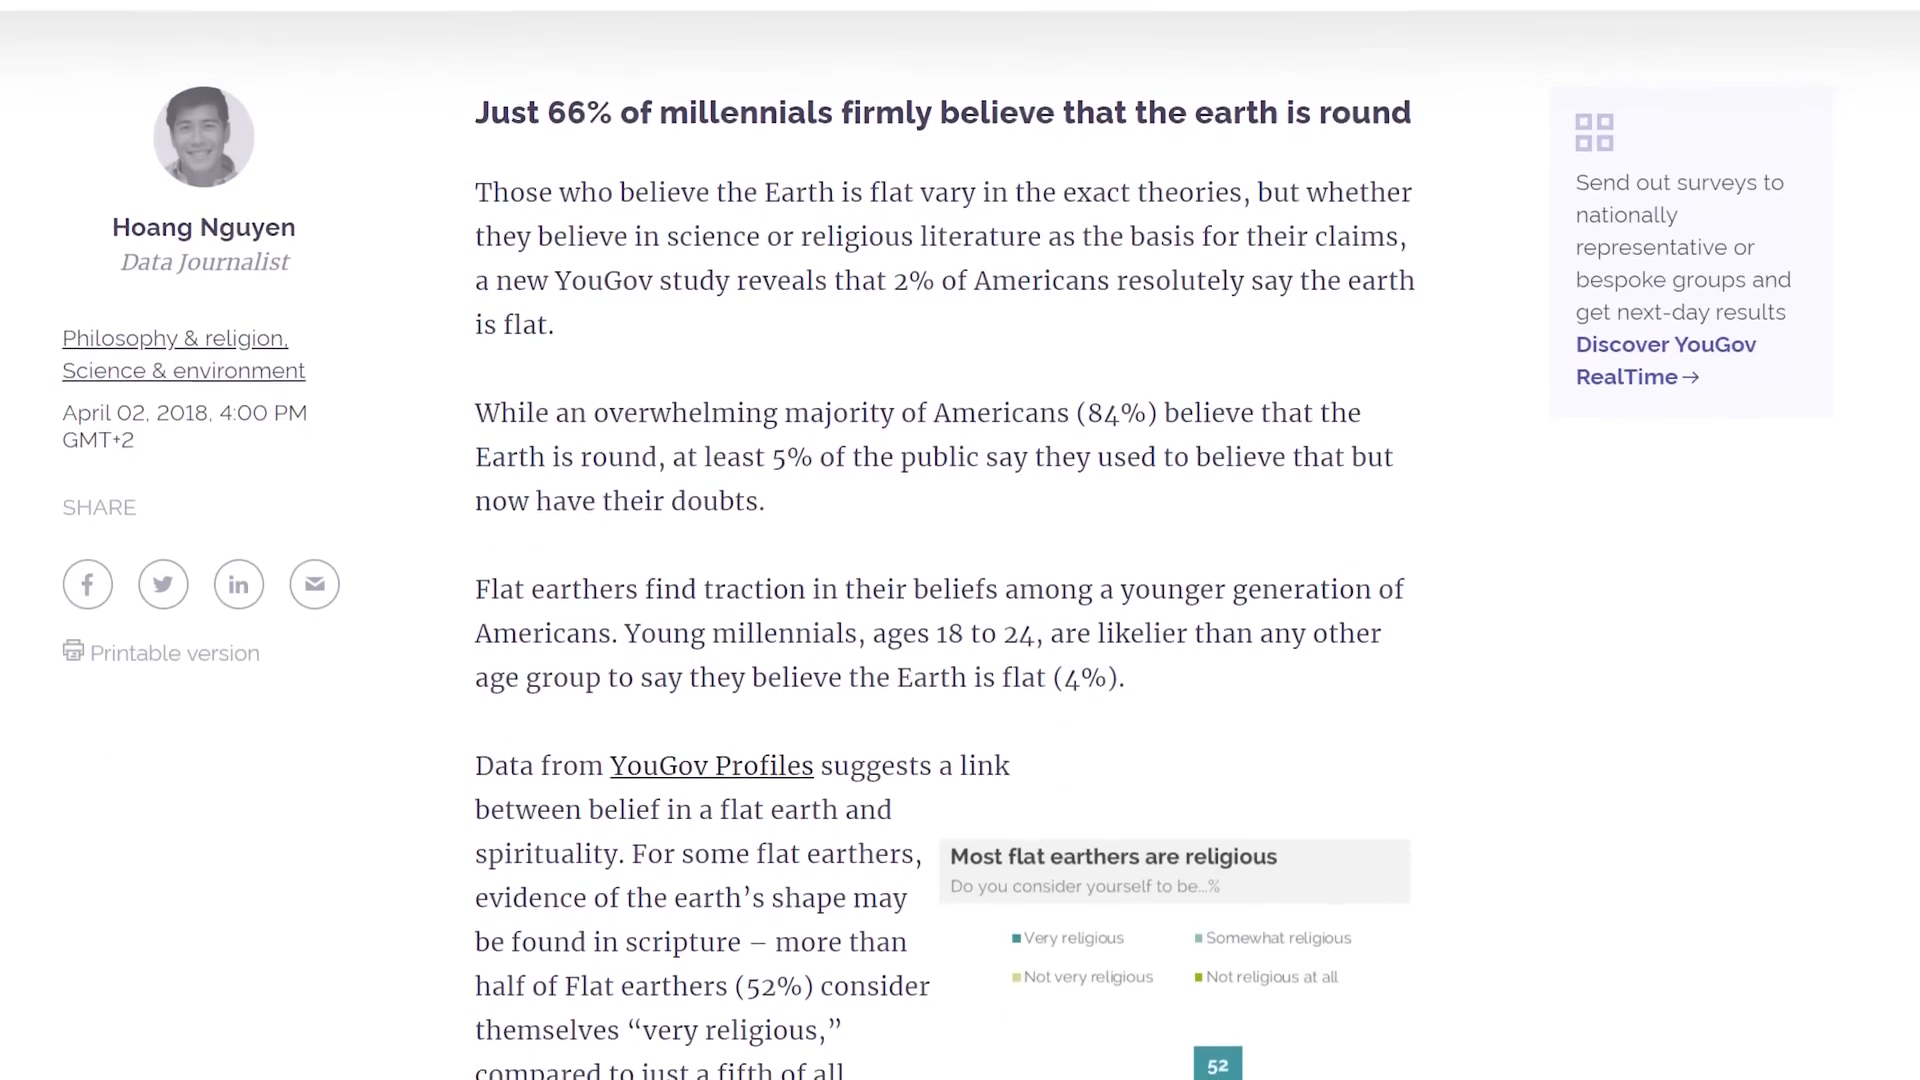 Hoang Nguyen
Data Journalist
Philosophy & religion,
Science & environment
April 02, 2018, 4:00 PM
GMT+2
SHARE
Printable version
Just 66% of millennials firmly believe that the earth is round
Those who believe the Earth is flat vary in the exact theories, but whether
they believe in science or religious literature as the basis for their claims,
a new YouGov study reveals that 2% of Americans resolutely say the earth
is flat.
While an overwhelming majority of Americans (84%) believe that the
Earth is round, at least 5% of the public say they used to believe that but
now have their doubts.
Flat earthers find traction in their beliefs among a younger generation of
Americans. Young millennials, ages 18 to 24, are likelier than any other
age group to say they believe the Earth is flat (4%).
Data from YouGov Profiles suggests a link
between belief in a flat earth and
spirituality. For some flat earthers,
evidence of the earth’s shape may
be found in scripture – more than
half of Flat earthers (52%) consider
themselves “very religious,”
compared to just a fifth of all
Most flat earthers are religious
Do you consider yourself to be...%
Very religious
Somewhat religious
Not very religious
Not religious at all
52
Send out surveys to
nationally
representative or
bespoke groups and
get next-day results
Discover YouGov
RealTime→